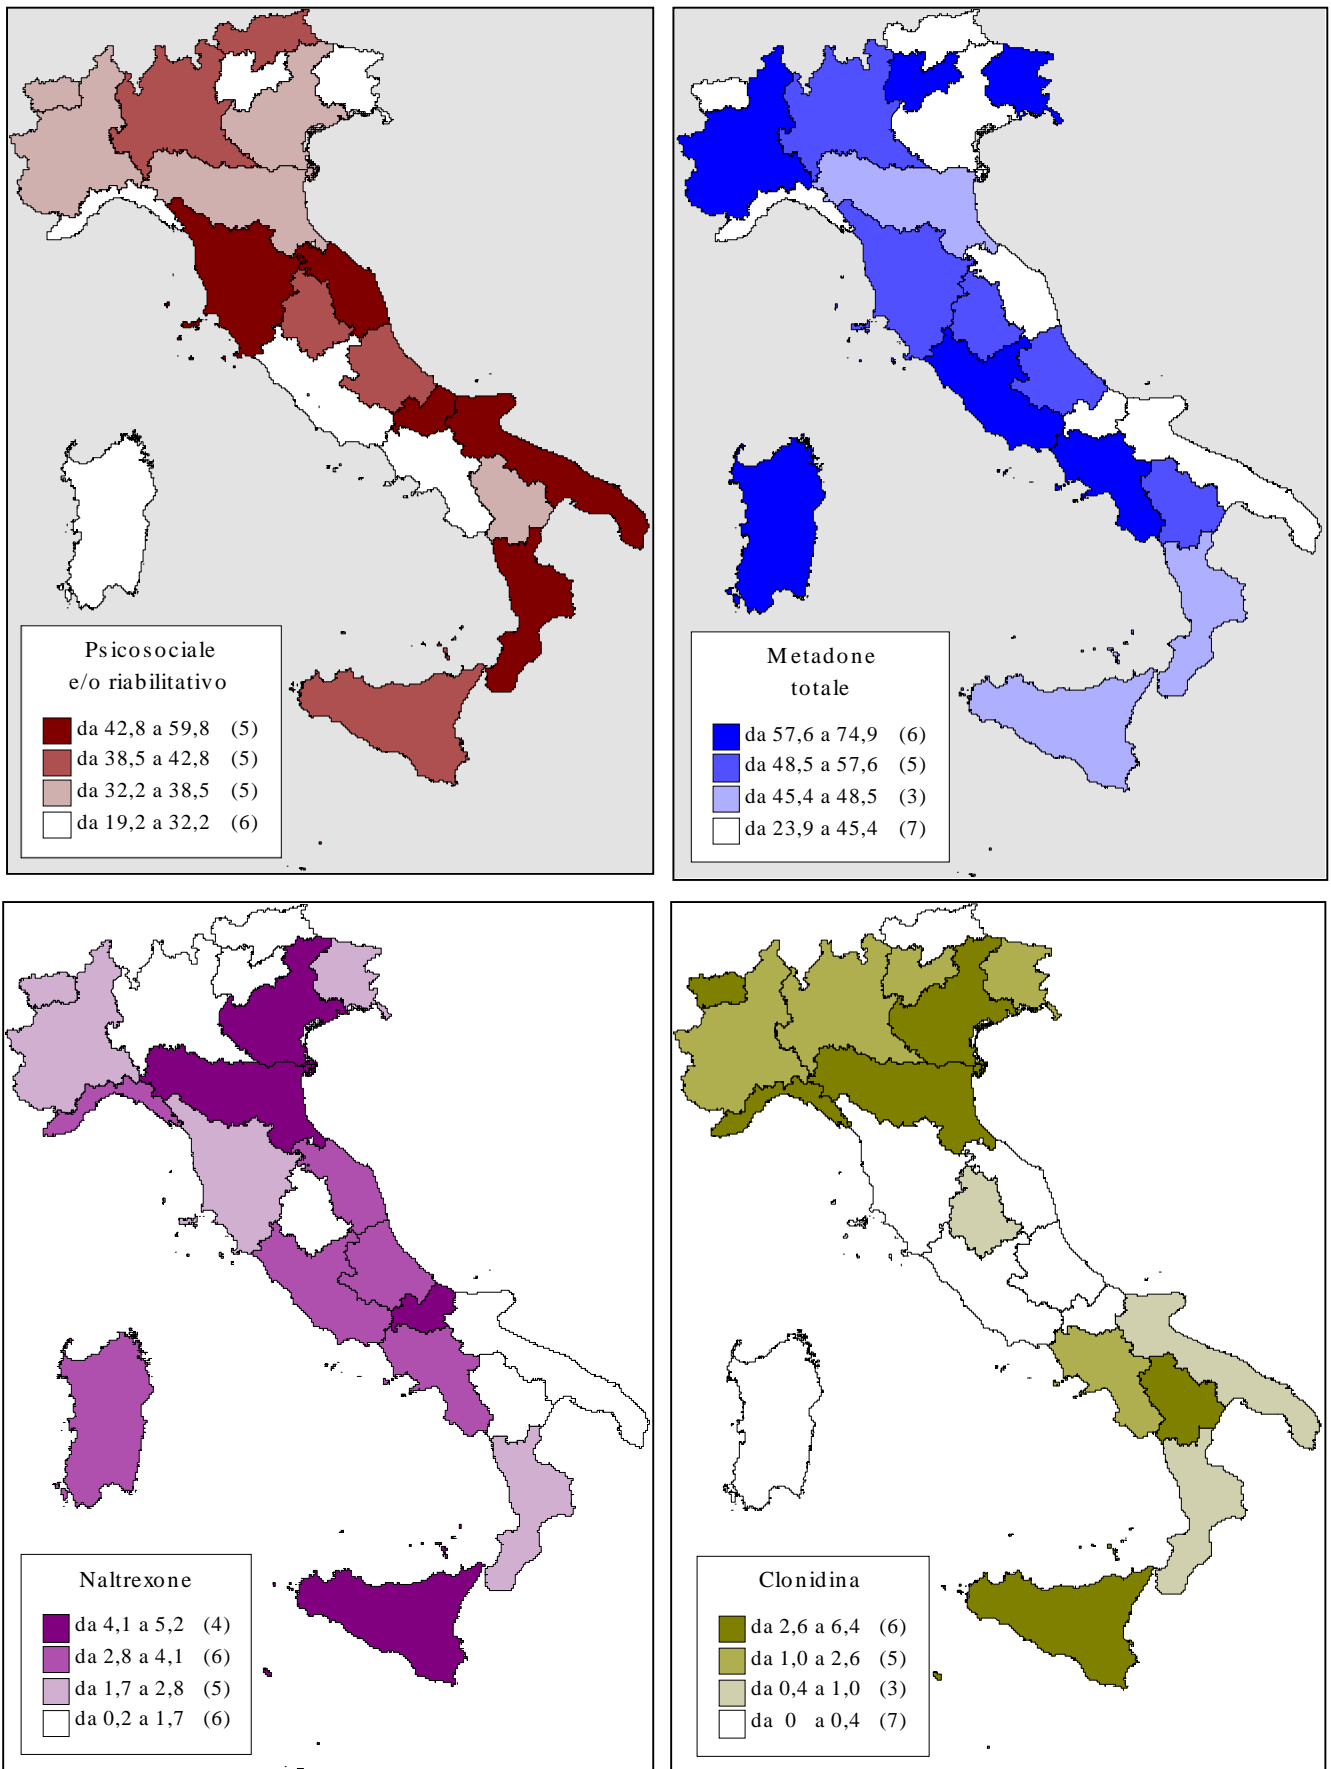 Psicosociale
e/o riabilitativo
da 42,8 a 59,8 (5)
da 38,5 a 42,8 (5)
da 32,2 a 38,5 (5)
da 19,2 a 32,2 (6)
Metadone
totale
da 57,6 a 74,9 (6)
da 48,5 a 57,6 (5)
da 45,4 a 48,5 (3)
da 23,9 a 45,4 (7)
Naltrexone
da 4,1 a 5,2 (4)
da 2,8 a 4,1 (6)
da 1,7 a 2,8 (5)
da 0,2 a 1,7 (6)
Clonidina
da 2,6 a 6,4 (6)
da 1,0 a 2,6 (5)
da 0,4 a 1,0 (3)
da 0 a 0,4 (7)